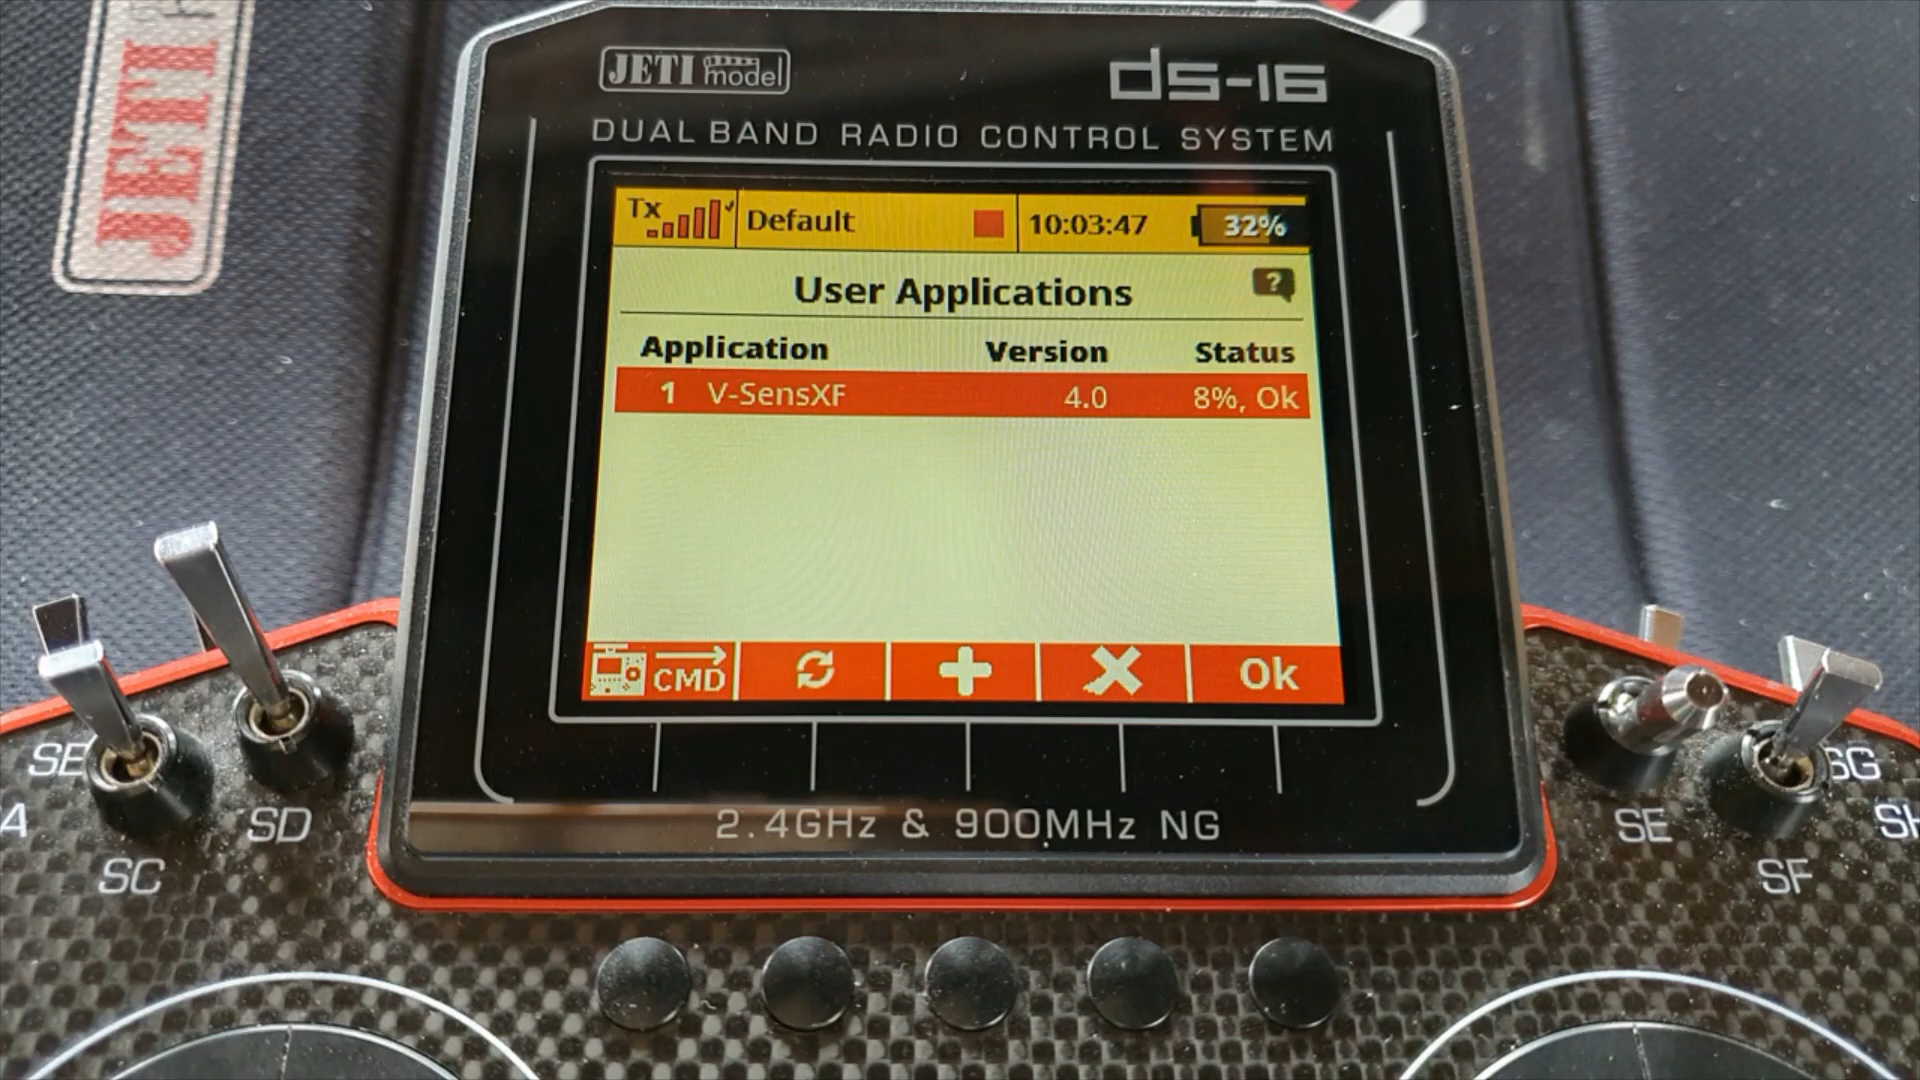 JETI
JETI model
DS-16
DUAL BAND RADIO CONTROL SYSTEM
Tx Default 10:03:47 32%
User Applications ?
Application Version Status
1 V-SensXF 4.0 8%, Ok
CMD Ok
2.4GHz & 900MHz NG
SD
SC
SE
SG
SF